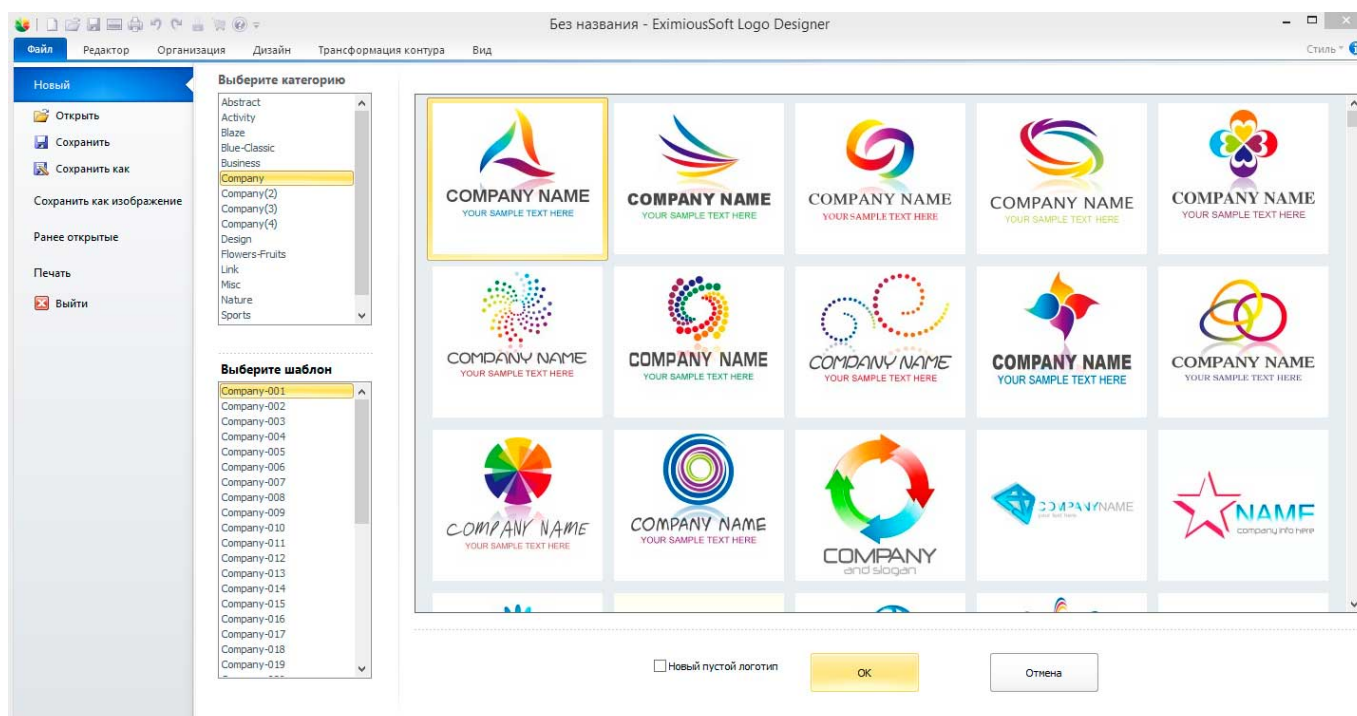 Без названия - EximiousSoft Logo Designer
Файл Редактор Организация Дизайн Трансформация контура Вид Стиль
Новый
Открыть
Сохранить
Сохранить как
Сохранить как изображение
Ранее открытые
Печать
Выйти
Выберите категорию
Abstract
Activity
Blaze
Blue-Classic
Business
Company
Company(2)
Company(3)
Company(4)
Design
Flowers-Fruits
Link
Misc
Nature
Sports
Выберите шаблон
Company-001
Company-002
Company-003
Company-004
Company-005
Company-006
Company-007
Company-008
Company-009
Company-010
Company-011
Company-012
Company-013
Company-014
Company-015
Company-016
Company-017
Company-018
Company-019
COMPANY NAME
YOUR SAMPLE TEXT HERE
COMPANY NAME
YOUR SAMPLE TEXT HERE
COMPANY NAME
YOUR SAMPLE TEXT HERE
COMPANY NAME
YOUR SAMPLE TEXT HERE
COMPANY NAME
YOUR SAMPLE TEXT HERE
COMPANY NAME
YOUR SAMPLE TEXT HERE
COMPANY NAME
YOUR SAMPLE TEXT HERE
COMPANY NAME
YOUR SAMPLE TEXT HERE
COMPANY NAME
YOUR SAMPLE TEXT HERE
COMPANY NAME
YOUR SAMPLE TEXT HERE
COMPANY NAME
YOUR SAMPLE TEXT HERE
COMPANY NAME
YOUR SAMPLE TEXT HERE
COMPANY
and slogan
COMPANYNAME
your text here
NAME
company info here
Новый пустой логотип
OK
Отмена